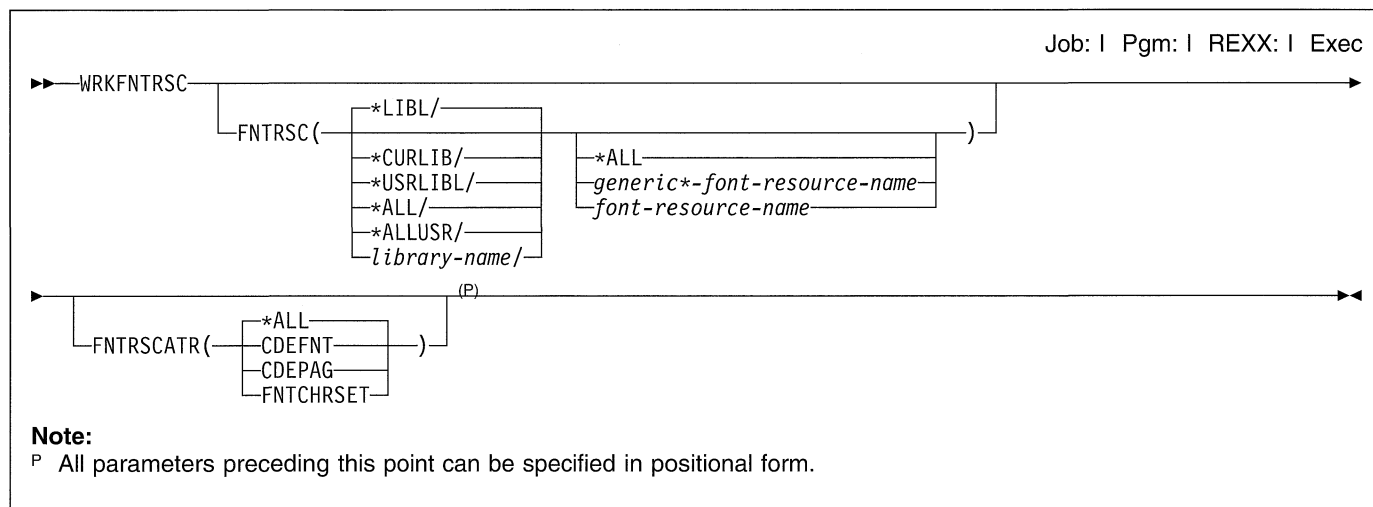 Job: I Pgm: I REXX: I Exec
WRKFNTRSC
*LIBL/
FNTRSC( )
*CURLIB/ *ALL
*USRLIBL/ generic*-font-resource-name
*ALL/ font-resource-name
*ALLUSR/
library-name/
(P)
*ALL
FNTRSCATR( CDEFNT )
CDEPAG
FNTCHRSET
Note:
P All parameters preceding this point can be specified in positional form.